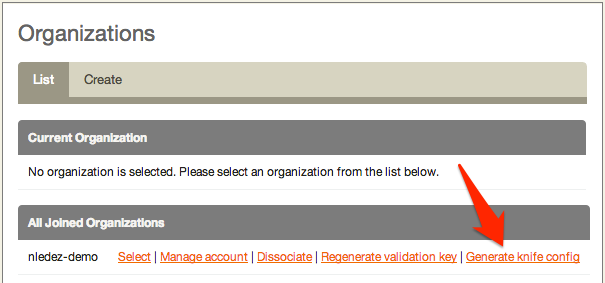 Organizations
List Create
Current Organization
No organization is selected. Please select an organization from the list below.
All Joined Organizations
nledez-demo Select | Manage account | Dissociate | Regenerate validation key | Generate knife config